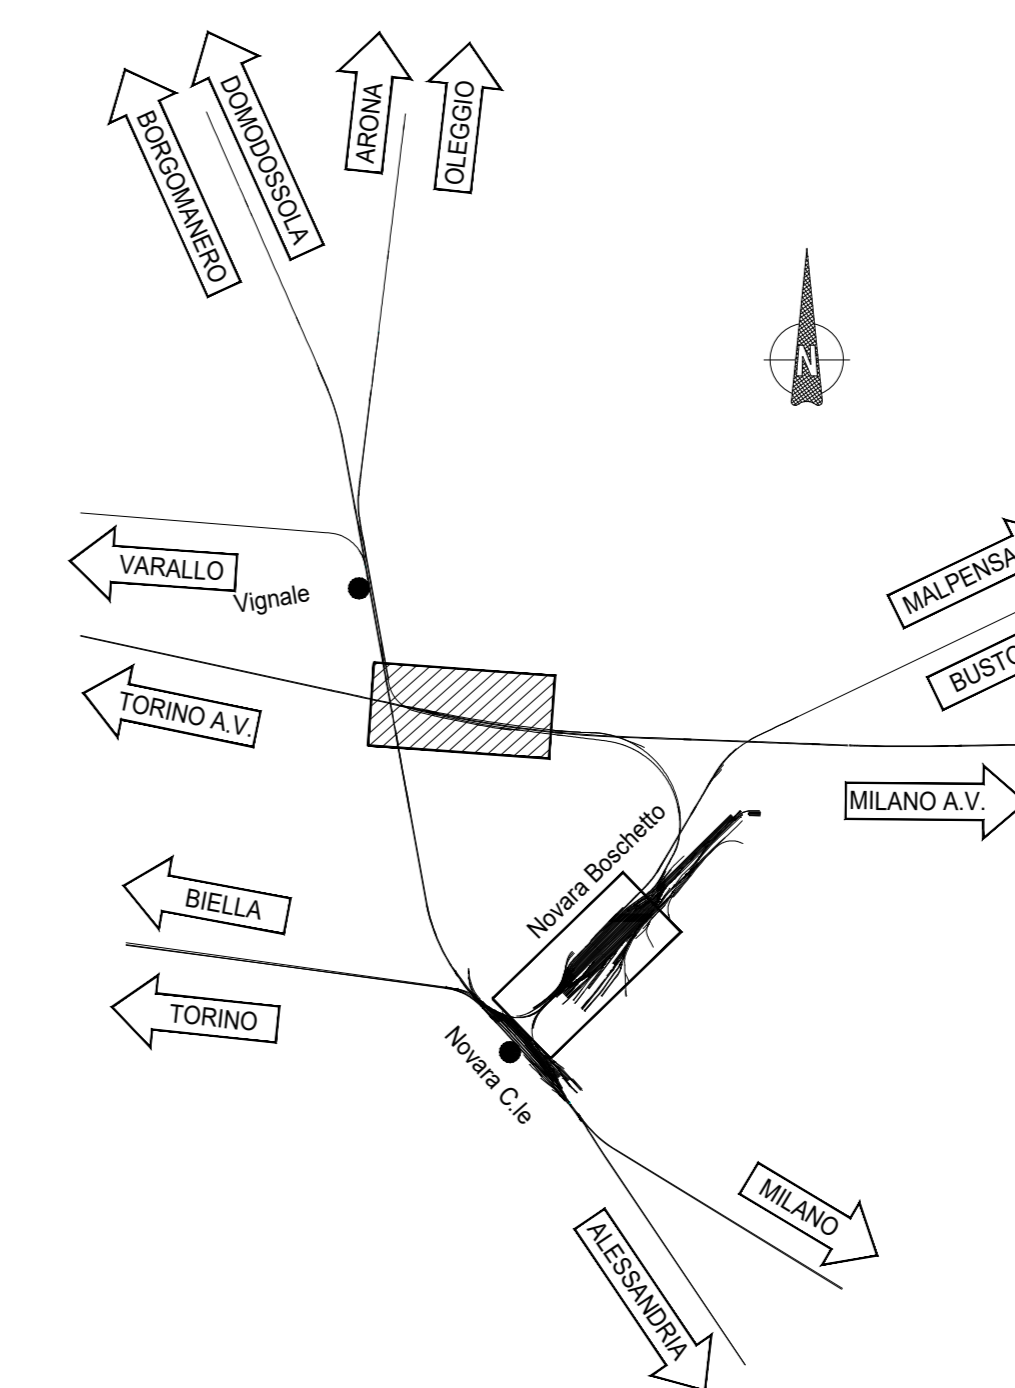 DOMODOSSOLA
BORGOMANERO
ARONA
OLEGGIO
N
VARALLO
Vignale
MALPENSA
BUSTO
TORINO A.V.
MILANO A.V.
Novara Boschetto
BIELLA
TORINO
Novara C.le
MILANO
ALESSANDRIA